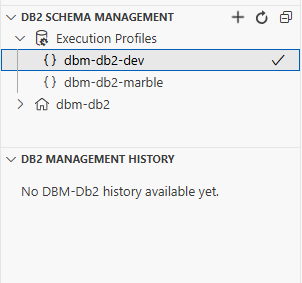 DB2 SCHEMA MANAGEMENT
Execution Profiles
{} dbm-db2-dev
{} dbm-db2-marble
dbm-db2
DB2 MANAGEMENT HISTORY
No DBM-Db2 history available yet.